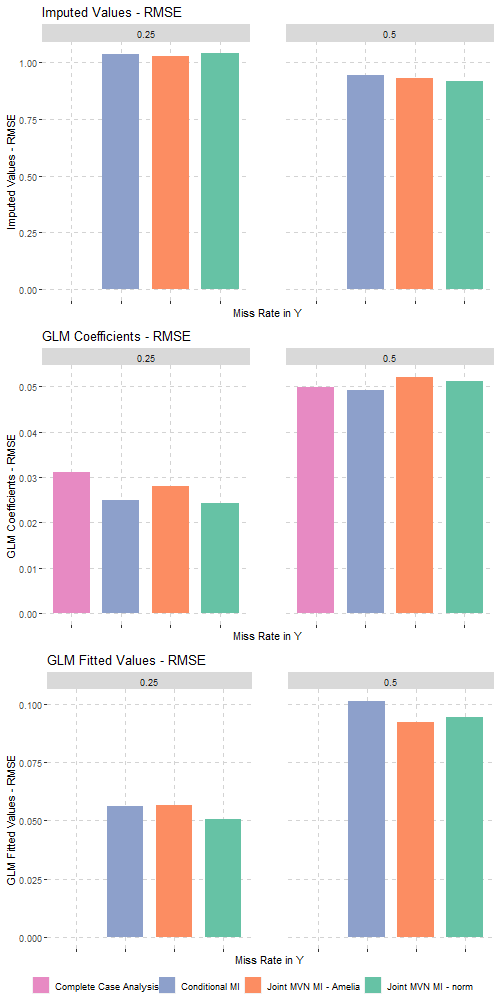 Imputed Values - RMSE
0.25 0.5
Imputed Values - RMSE
1.00
0.75
0.50
0.25
0.00
Miss Rate in Y
GLM Coefficients - RMSE
0.25 0.5
GLM Coefficients - RMSE
0.05
0.04
0.03
0.02
0.01
0.00
Miss Rate in Y
GLM Fitted Values - RMSE
0.25 0.5
GLM Fitted Values - RMSE
0.100
0.075
0.050
0.025
0.000
Miss Rate in Y
Complete Case Analysis Conditional MI Joint MVN MI - Amelia Joint MVN MI - norm